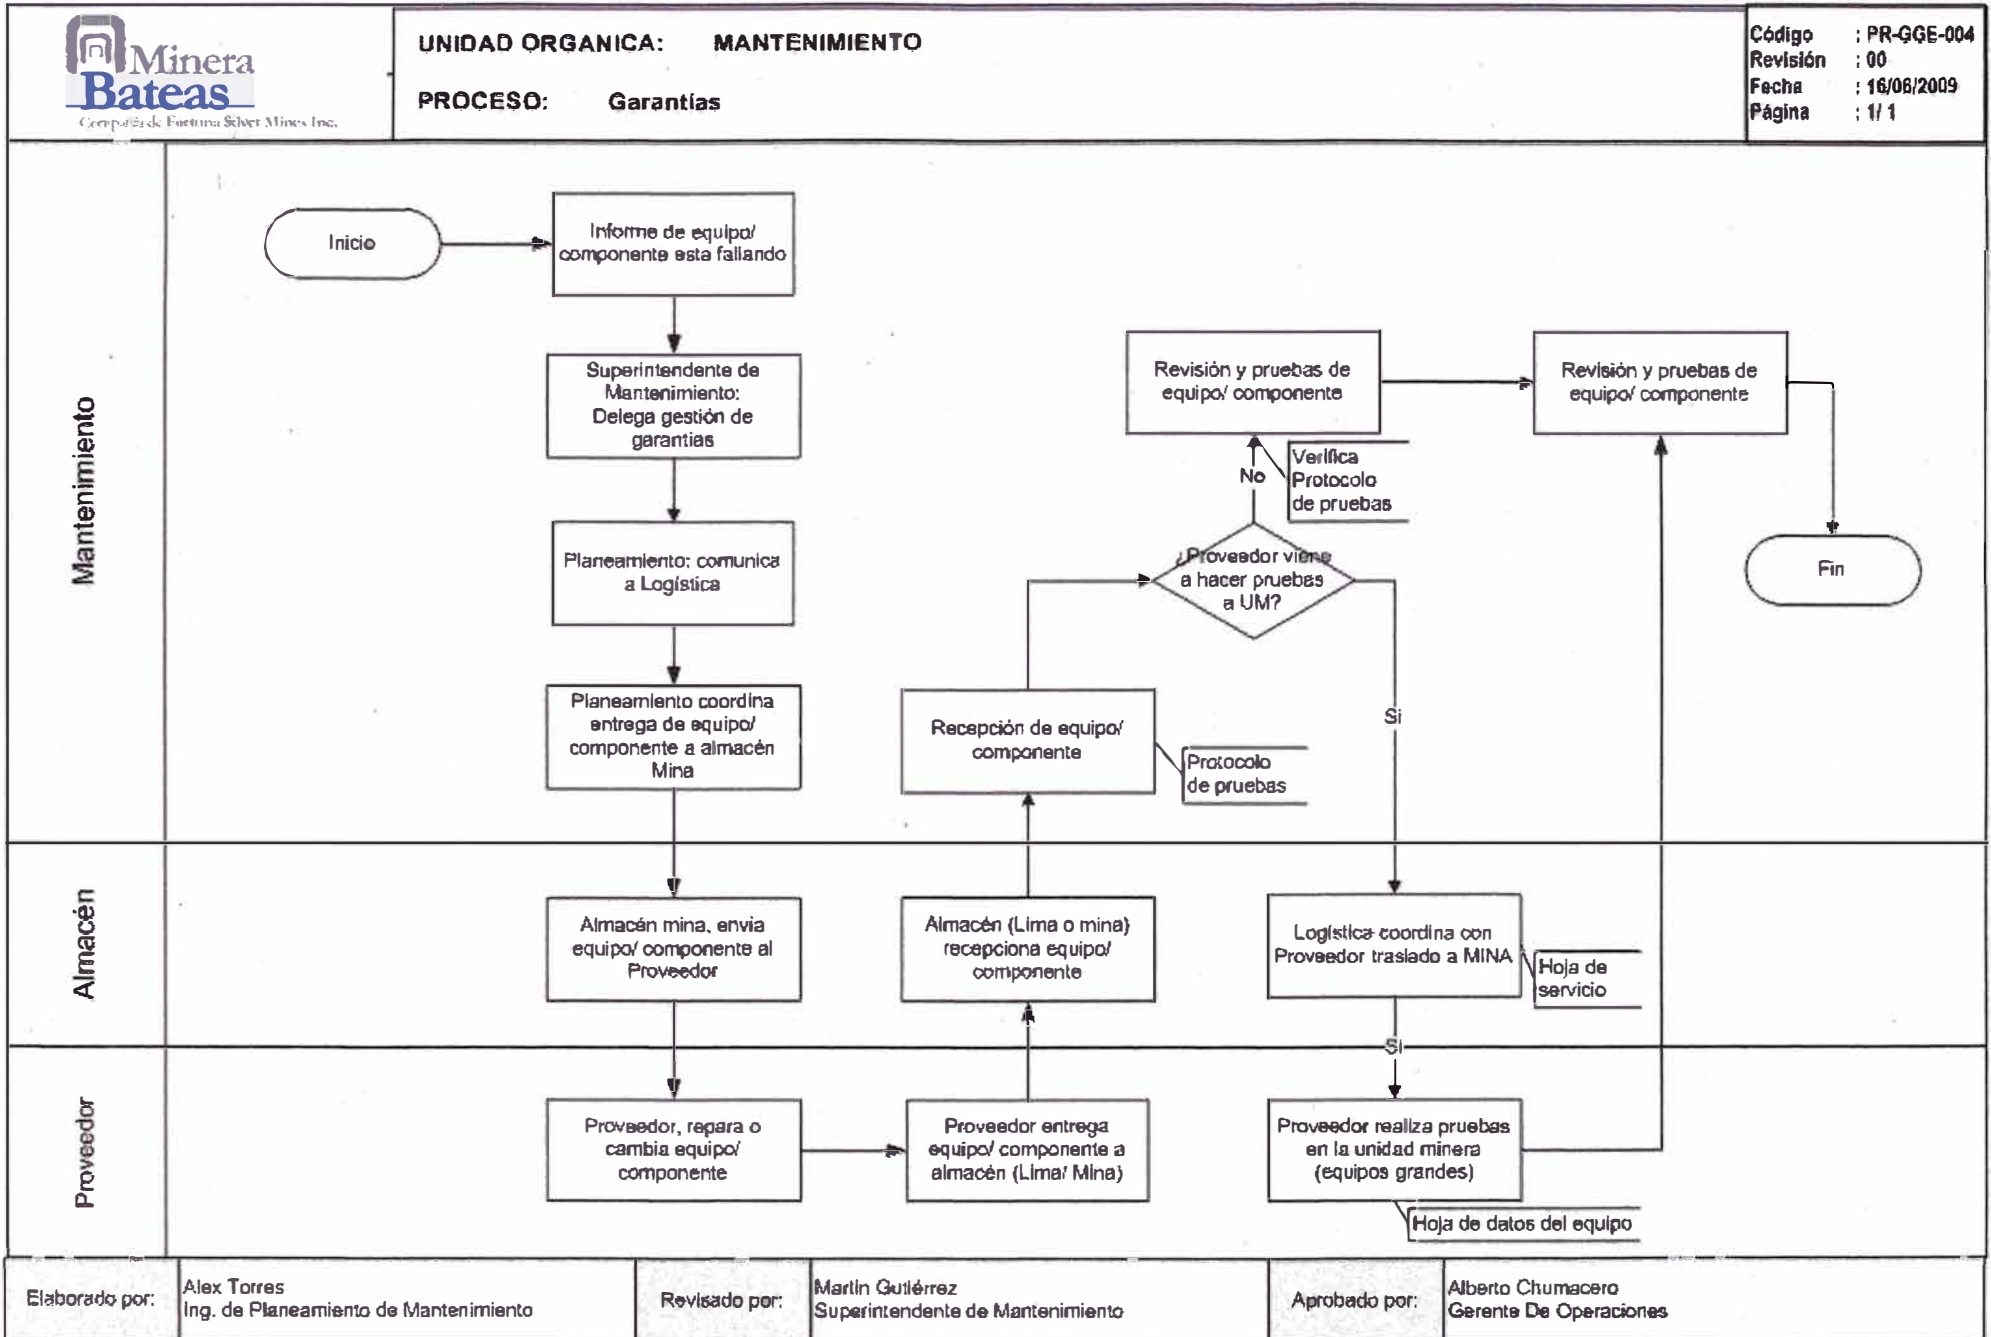 Minera
Bateas
Compañía de Fortuna Silver Mines Inc.
UNIDAD ORGANICA: MANTENIMIENTO
PROCESO: Garantías
Código : PR-GGE-004
Revisión : 00
Fecha : 16/06/2009
Página : 1/ 1
Mantenimiento
Inicio
Informe de equipo/
componente esta fallando
Superintendente de
Mantenimiento:
Delega gestión de
garantias
Planeamiento: comunica
a Logística
Planeamiento coordina
entrega de equipo/
componente a almacén
Mina
Recepción de equipo/
componente
Protocolo
de pruebas
¿Proveedor viene
a hacer pruebas
a UM?
No
Si
Revisión y pruebas de
equipo/ componente
Verifica
Protocolo
de pruebas
Revisión y pruebas de
equipo/ componente
Fin
Almacén
Almacén mina, envia
equipo/ componente al
Proveedor
Almacén (Lima o mina)
recepciona equipo/
componente
Logística coordina con
Proveedor traslado a MINA
Hoja de
servicio
Si
Proveedor
Proveedor, repara o
cambia equipo/
componente
Proveedor entrega
equipo/ componente a
almacén (Lima/ Mina)
Proveedor realiza pruebas
en la unidad minera
(equipos grandes)
Hoja de datos del equipo
Elaborado por:
Alex Torres
Ing. de Planeamiento de Mantenimiento
Revisado por:
Martin Gutiérrez
Superintendente de Mantenimiento
Aprobado por:
Alberto Chumacero
Gerente De Operaciones